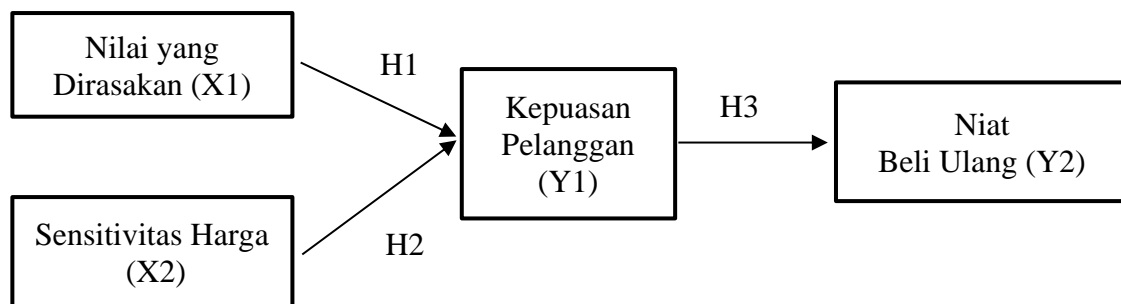 Nilai yang
Dirasakan (X1)
H1
Kepuasan
Pelanggan
(Y1)
H3
Niat
Beli Ulang (Y2)
Sensitivitas Harga
(X2)
H2